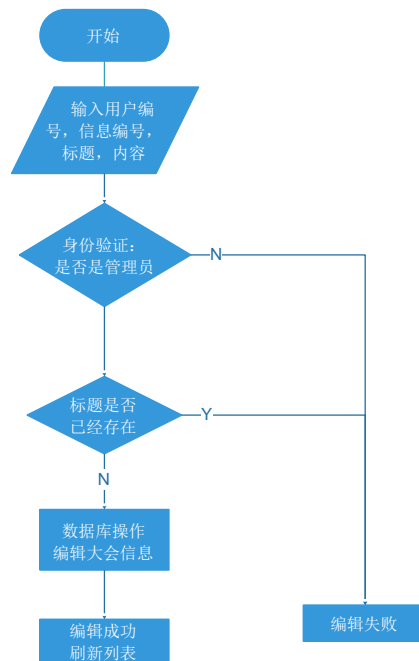 开始
输入用户编
号，信息编号，
标题，内容
身份验证：
是否是管理员
N
标题是否
已经存在
Y
N
数据库操作
编辑大会信息
编辑成功
刷新列表
编辑失败